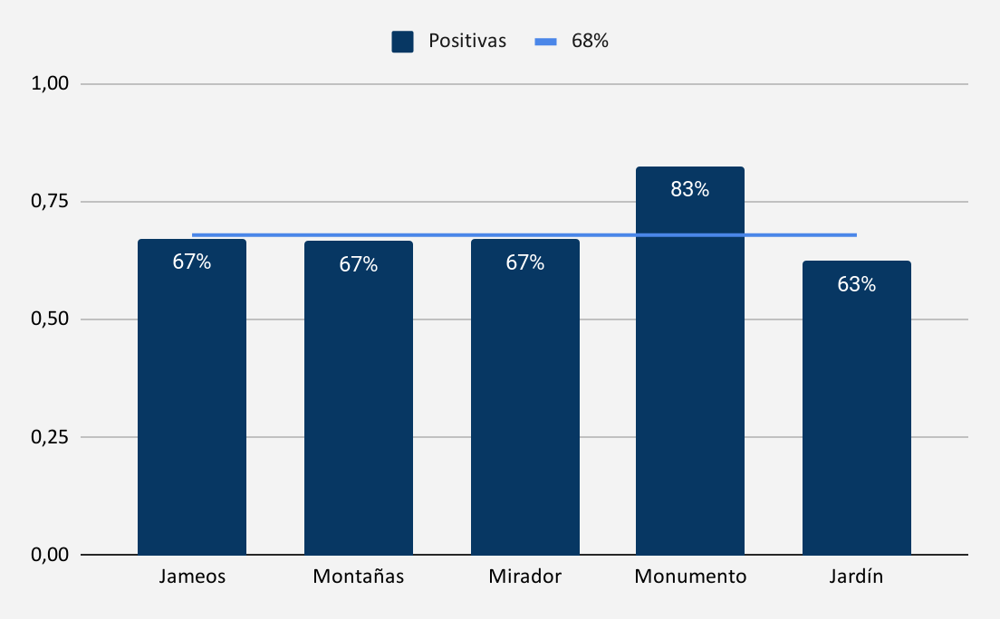 Positivas 68%
1,00
0,75
0,50
0,25
0,00
67% 67% 67% 83% 63%
Jameos Montañas Mirador Monumento Jardín